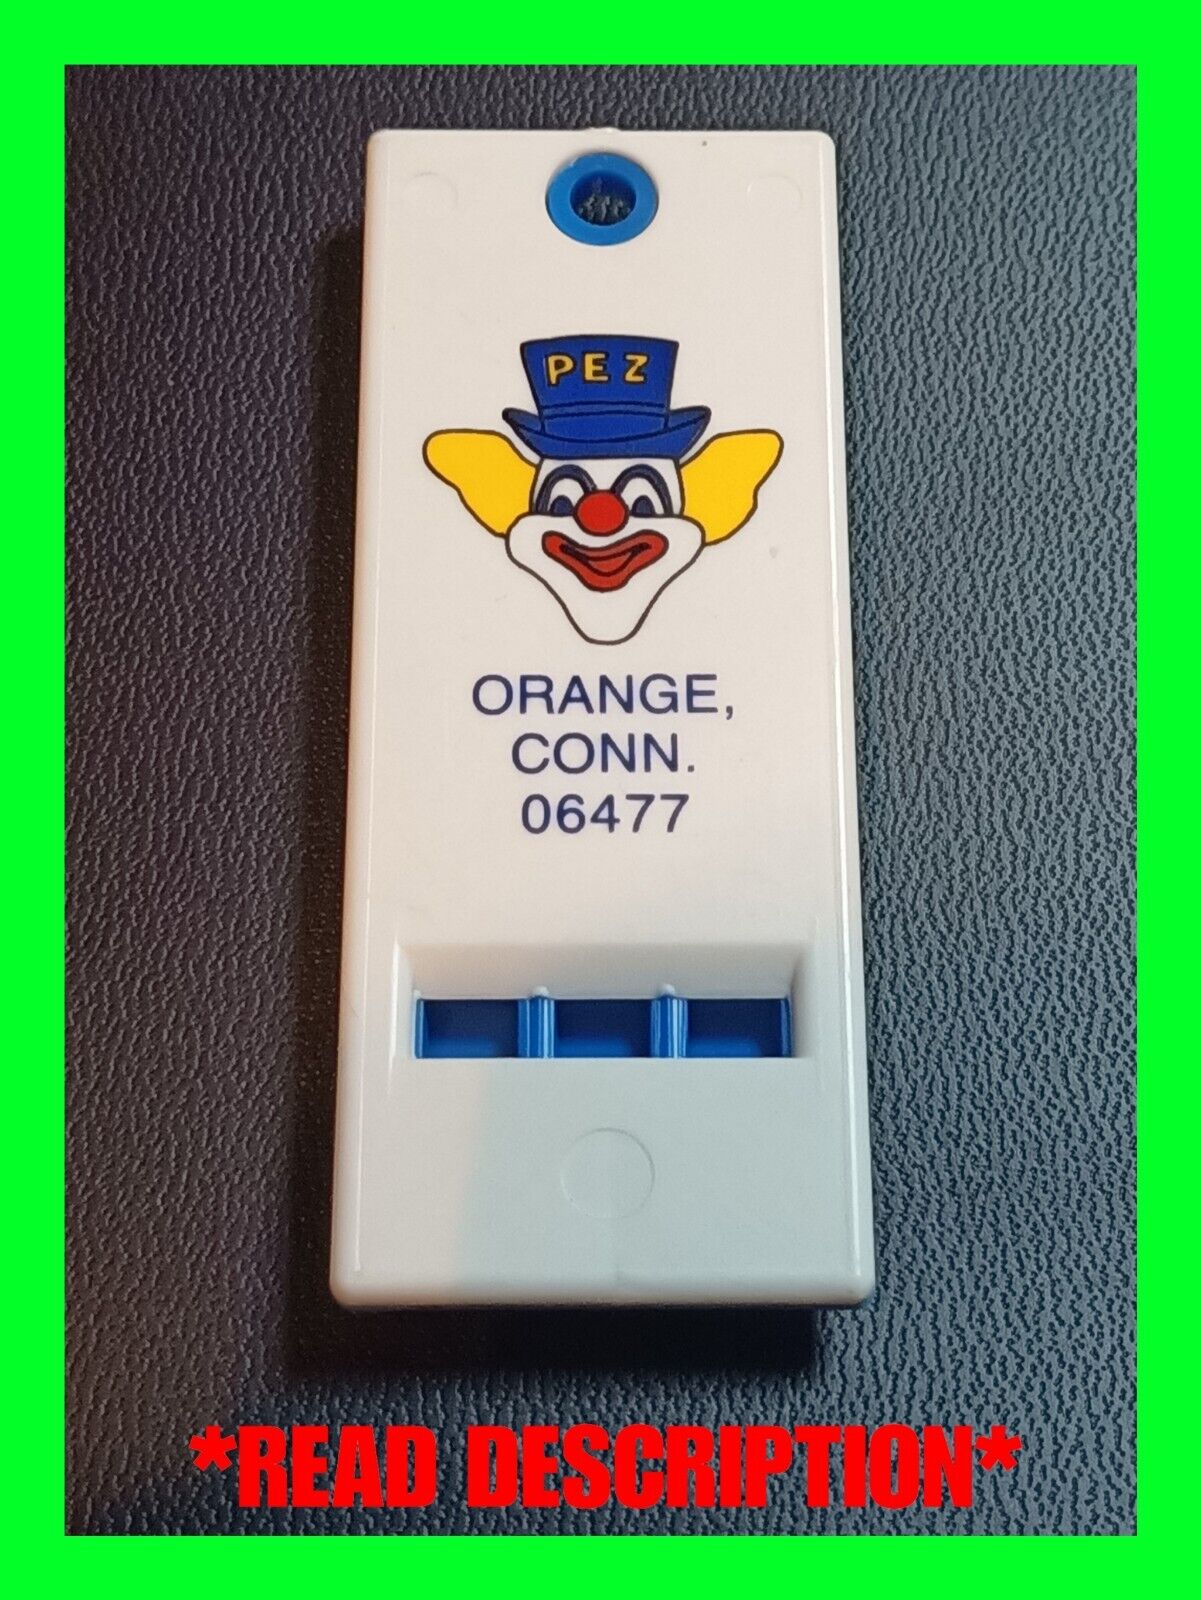 PEZ
ORANGE,
CONN.
06477
*READ DESCRIPTION*